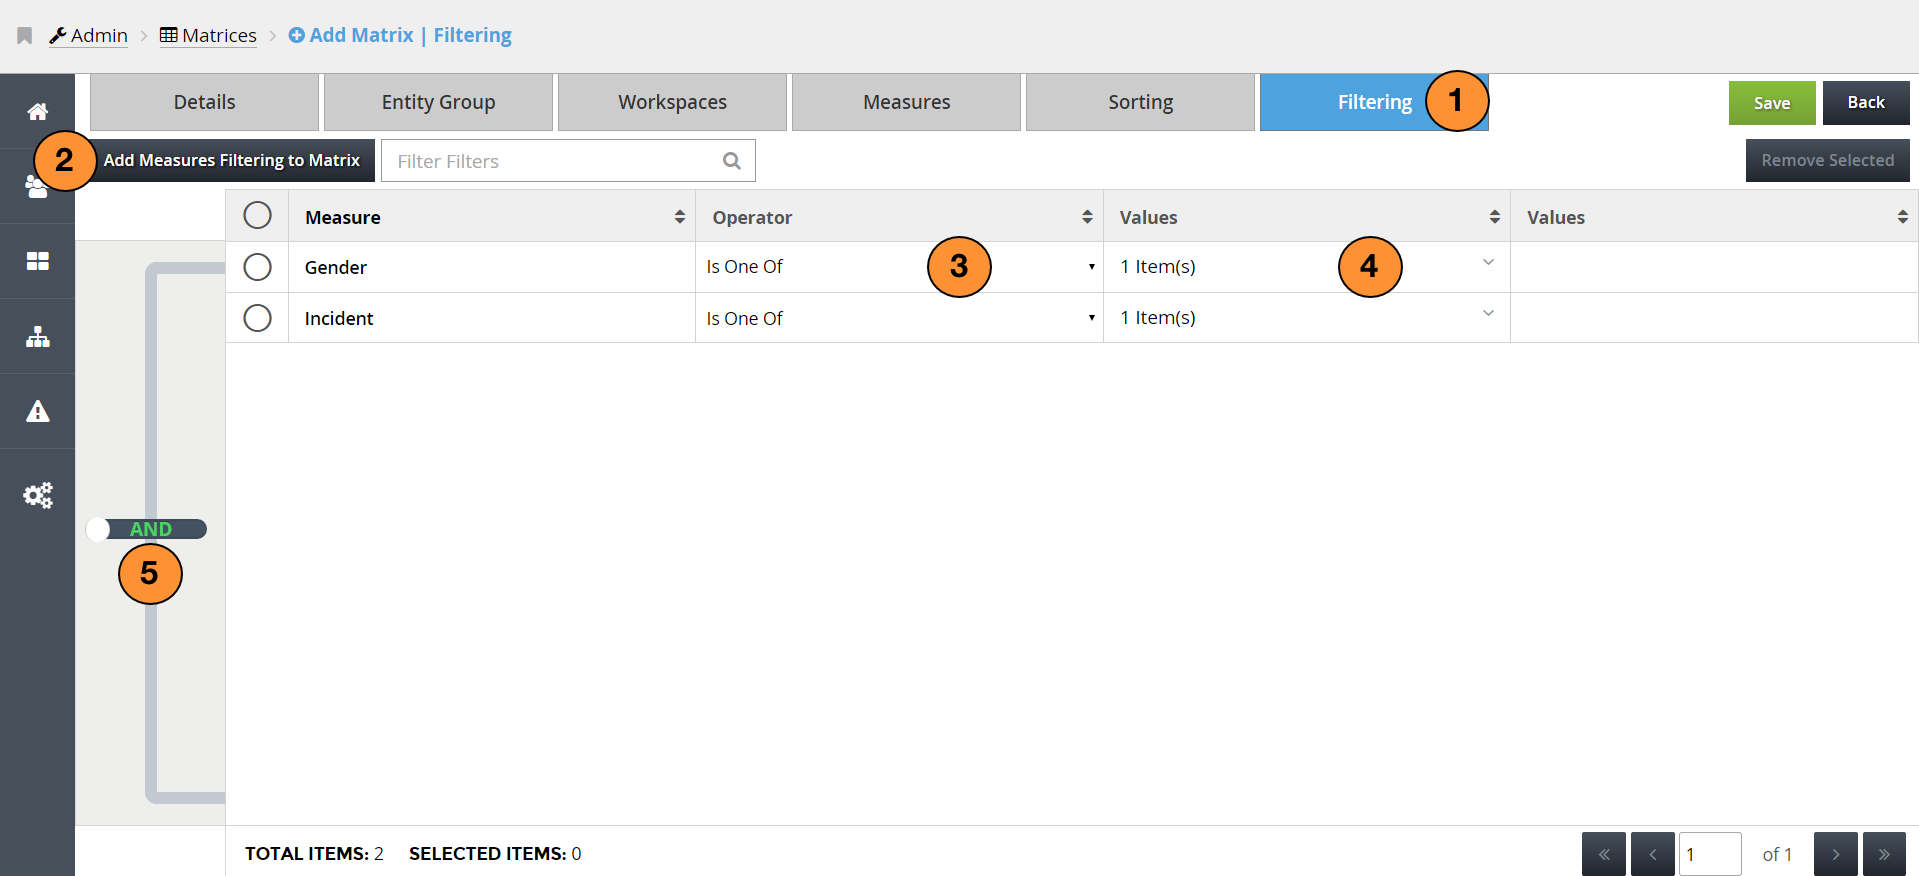 Admin > Matrices > Add Matrix | Filtering
Details Entity Group Workspaces Measures Sorting Filtering 1 Save Back
2 Add Measures Filtering to Matrix Filter Filters Remove Selected
Measure Operator Values Values
Gender Is One Of 3 1 Item(s) 4
Incident Is One Of 1 Item(s)
AND
5
TOTAL ITEMS: 2 SELECTED ITEMS: 0 « ‹ 1 of 1 › »